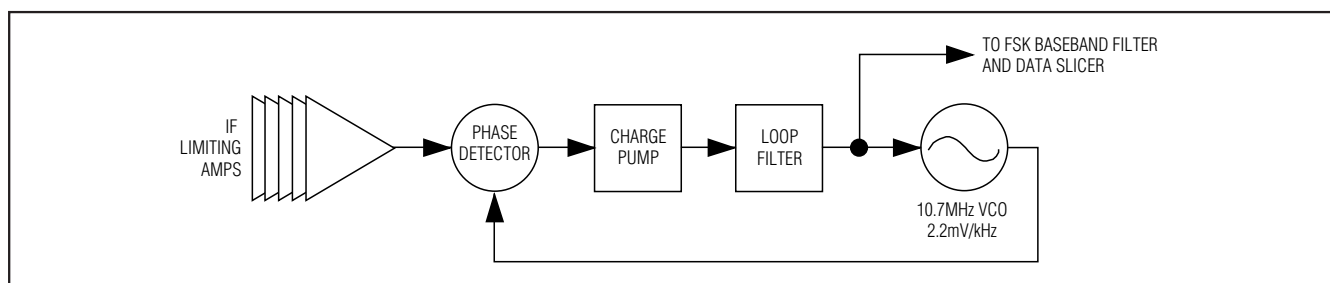 IF
LIMITING
AMPS
PHASE
DETECTOR
CHARGE
PUMP
LOOP
FILTER
TO FSK BASEBAND FILTER
AND DATA SLICER
10.7MHz VCO
2.2mV/kHz